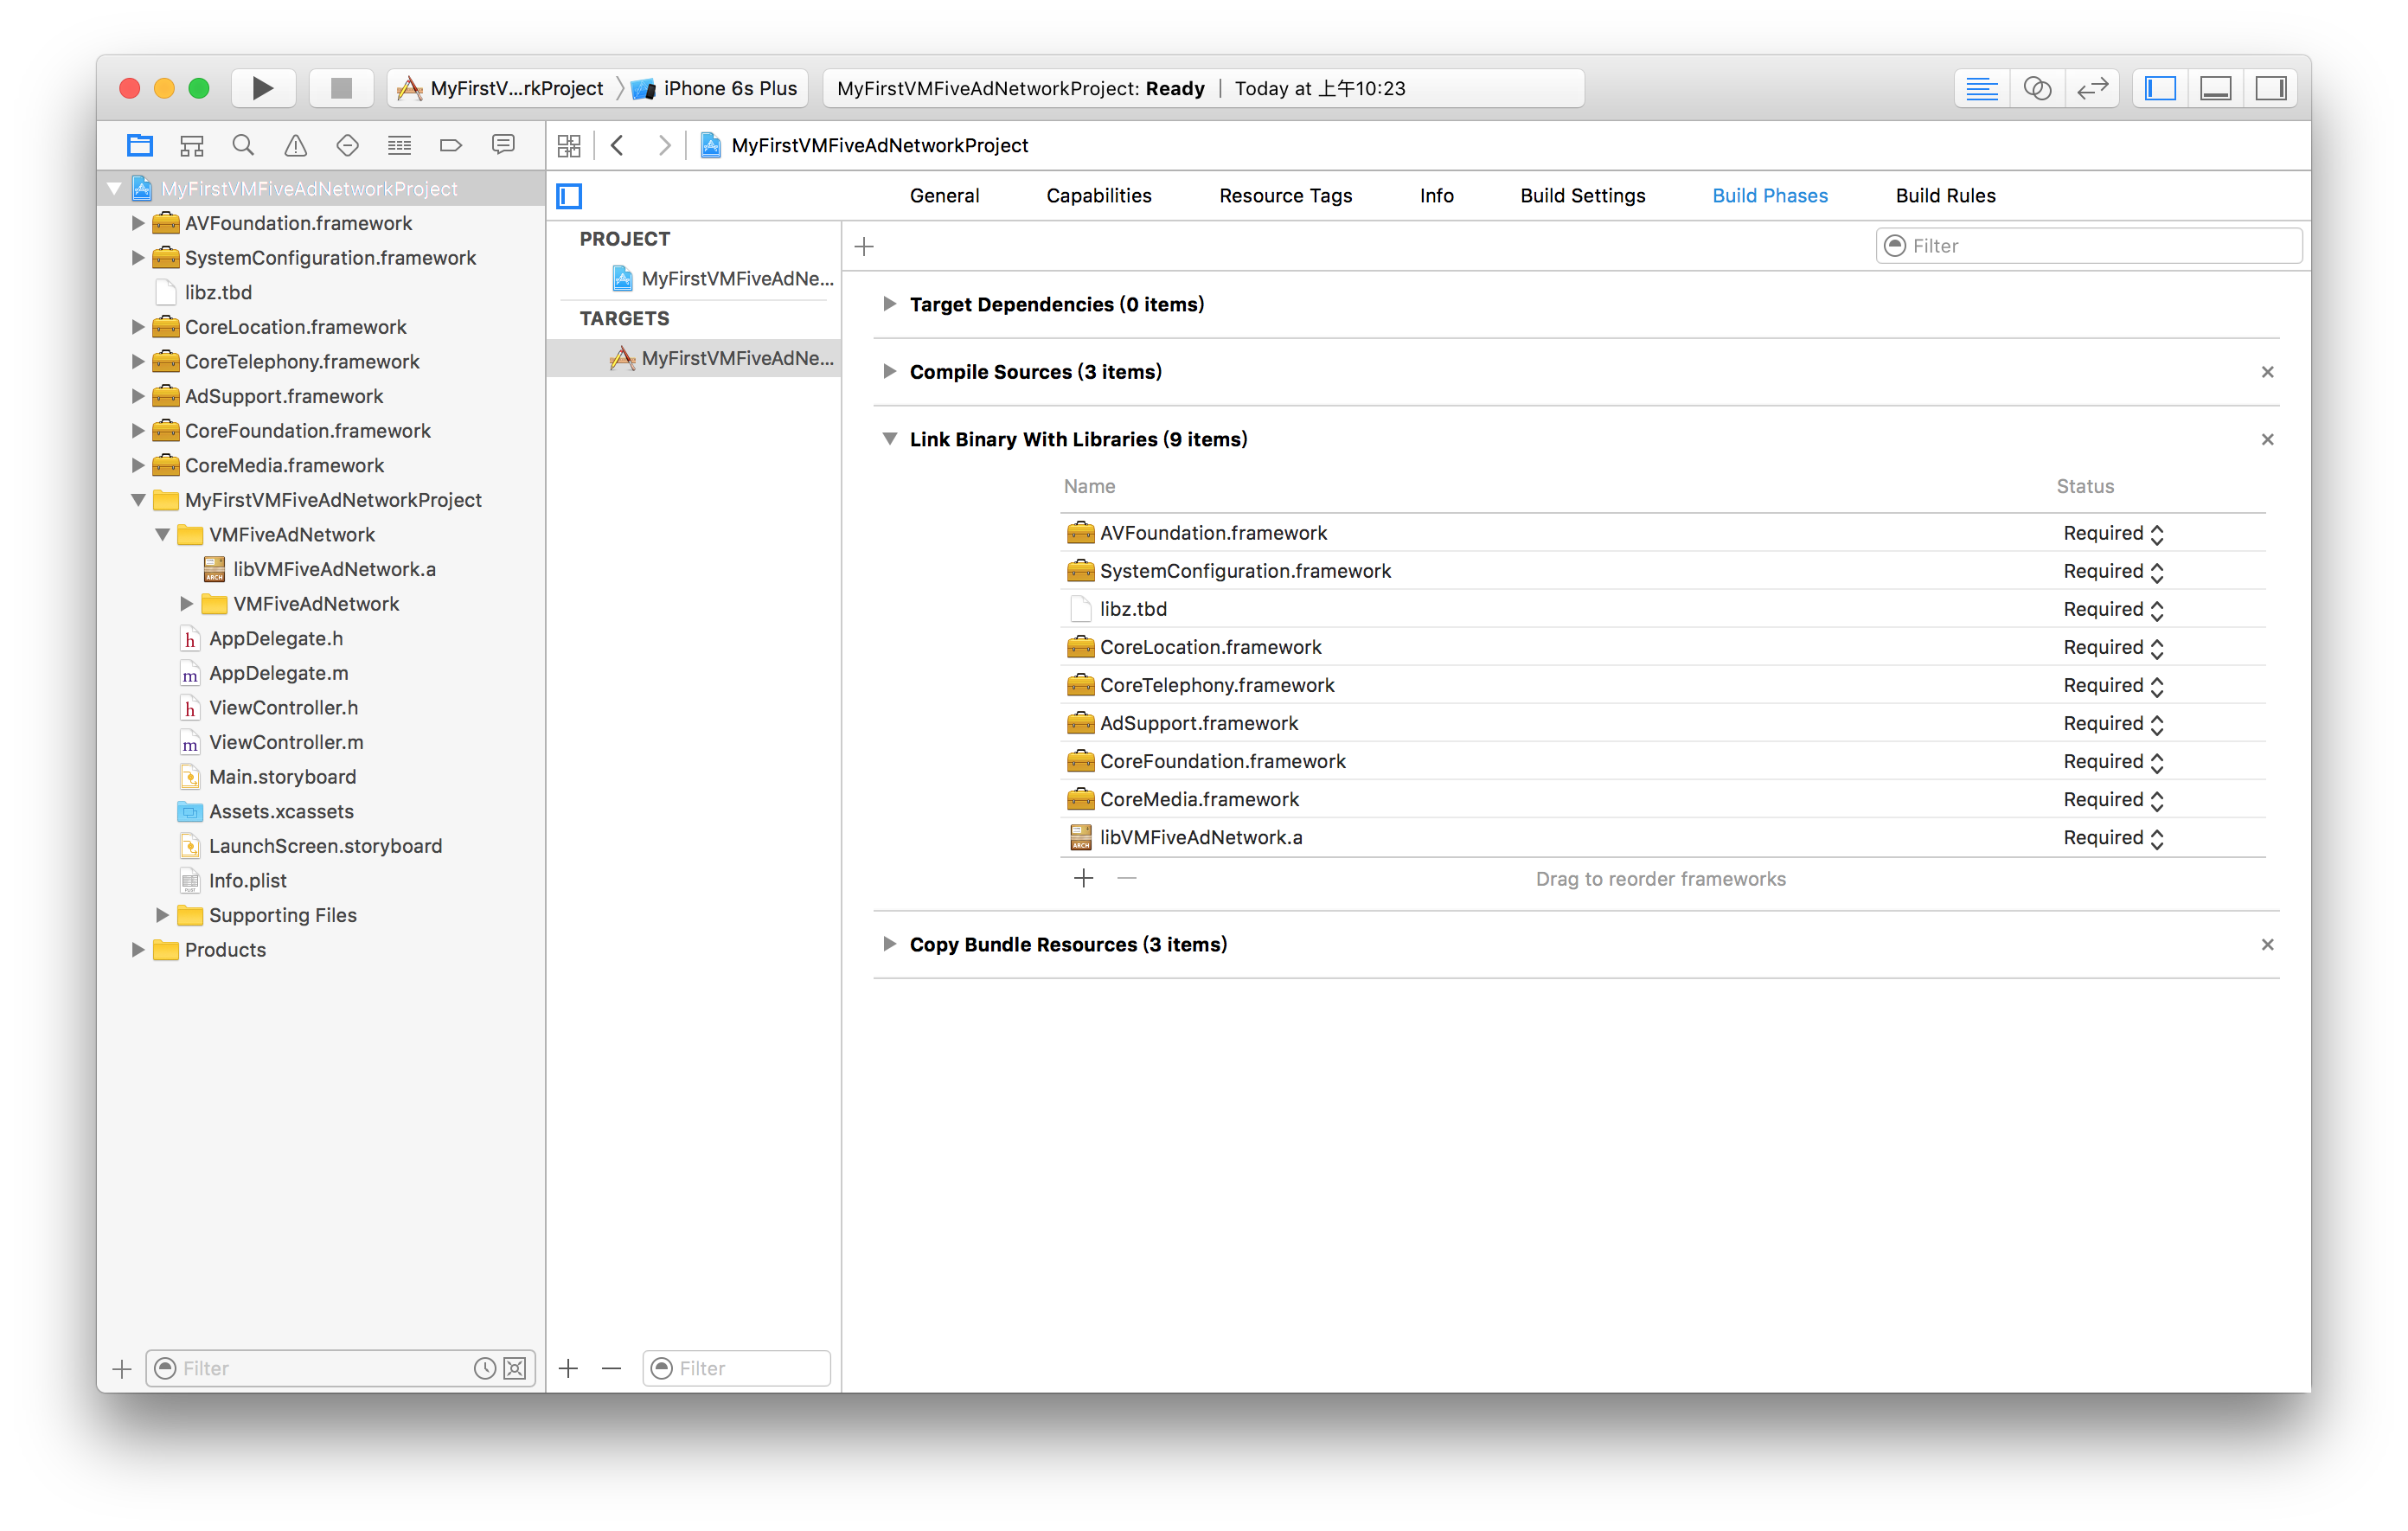 MyFirstV...rkProject
iPhone 6s Plus
MyFirstVMFiveAdNetworkProject: Ready | Today at 上午10:23
MyFirstVMFiveAdNetworkProject
MyFirstVMFiveAdNetworkProject
AVFoundation.framework
SystemConfiguration.framework
libz.tbd
CoreLocation.framework
CoreTelephony.framework
AdSupport.framework
CoreFoundation.framework
CoreMedia.framework
MyFirstVMFiveAdNetworkProject
VMFiveAdNetwork
libVMFiveAdNetwork.a
VMFiveAdNetwork
AppDelegate.h
AppDelegate.m
ViewController.h
ViewController.m
Main.storyboard
Assets.xcassets
LaunchScreen.storyboard
Info.plist
Supporting Files
Products
Filter
General Capabilities Resource Tags Info Build Settings Build Phases Build Rules
PROJECT
MyFirstVMFiveAdNe...
TARGETS
MyFirstVMFiveAdNe...
Filter
Filter
Target Dependencies (0 items)
Compile Sources (3 items)
Link Binary With Libraries (9 items)
Name Status
AVFoundation.framework Required
SystemConfiguration.framework Required
libz.tbd Required
CoreLocation.framework Required
CoreTelephony.framework Required
AdSupport.framework Required
CoreFoundation.framework Required
CoreMedia.framework Required
libVMFiveAdNetwork.a Required
Drag to reorder frameworks
Copy Bundle Resources (3 items)